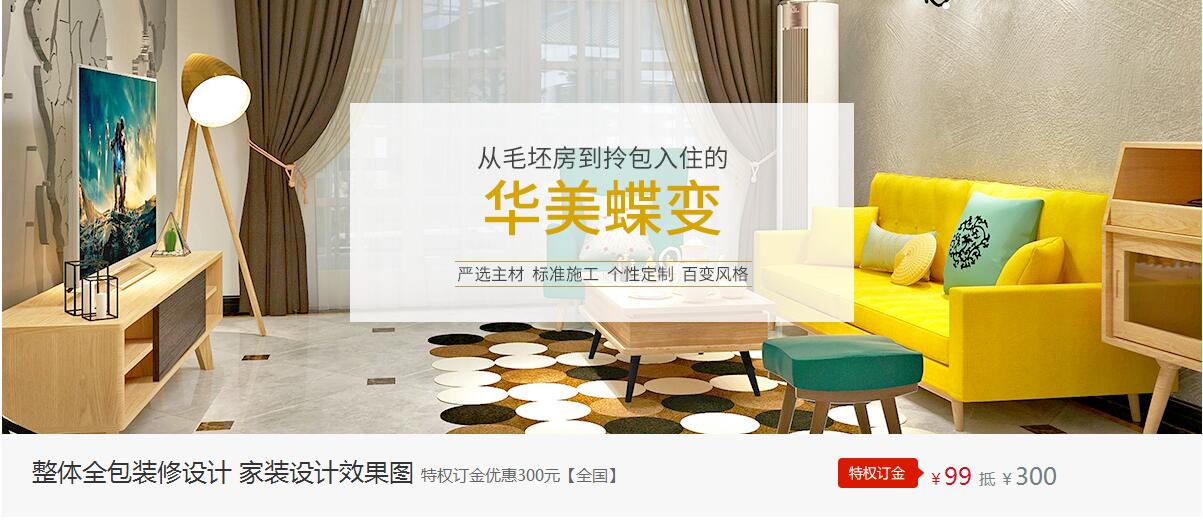 从毛坯房到拎包入住的
华美蝶变
严选主材 标准施工 个性定制 百变风格
整体全包装修设计 家装设计效果图 特权订金优惠300元【全国】
特权订金 ¥99 抵 ¥300